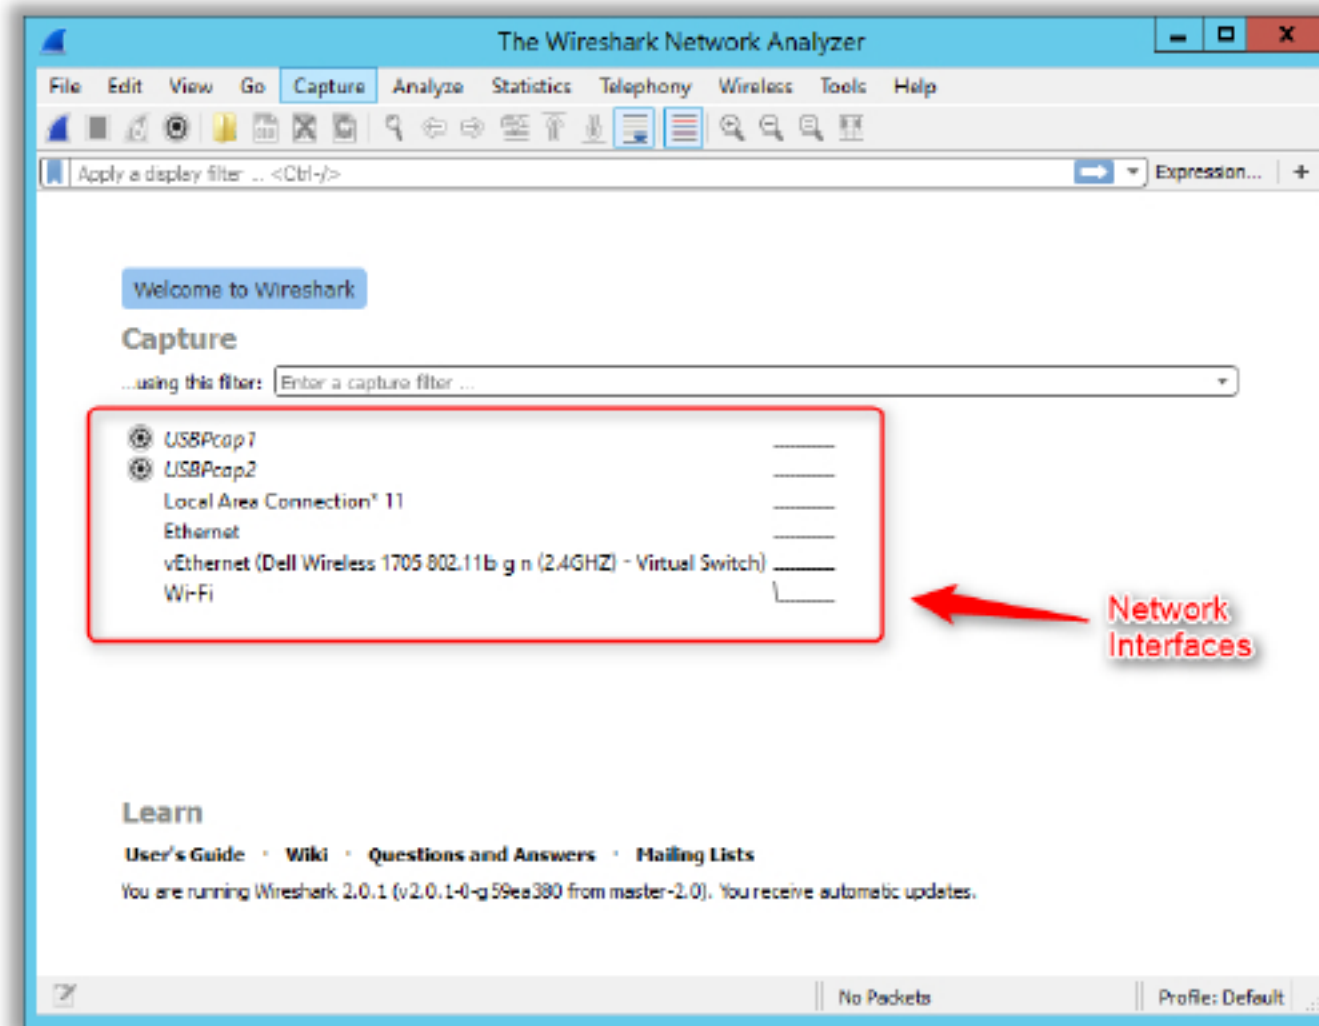 The Wireshark Network Analyzer
File Edit View Go Capture Analyze Statistics Telephony Wireless Tools Help
Apply a display filter ... <Ctrl-/> Expression... +
Welcome to Wireshark
Capture
...using this filter: Enter a capture filter ...
USBPcap1
USBPcap2
Local Area Connection* 11
Ethernet
vEthernet (Dell Wireless 1705 802.11b g n (2.4GHZ) - Virtual Switch)
Wi-Fi
Network
Interfaces
Learn
User's Guide · Wiki · Questions and Answers · Mailing Lists
You are running Wireshark 2.0.1 (v2.0.1-0-g59ea380 from master-2.0). You receive automatic updates.
No Packets Profile: Default